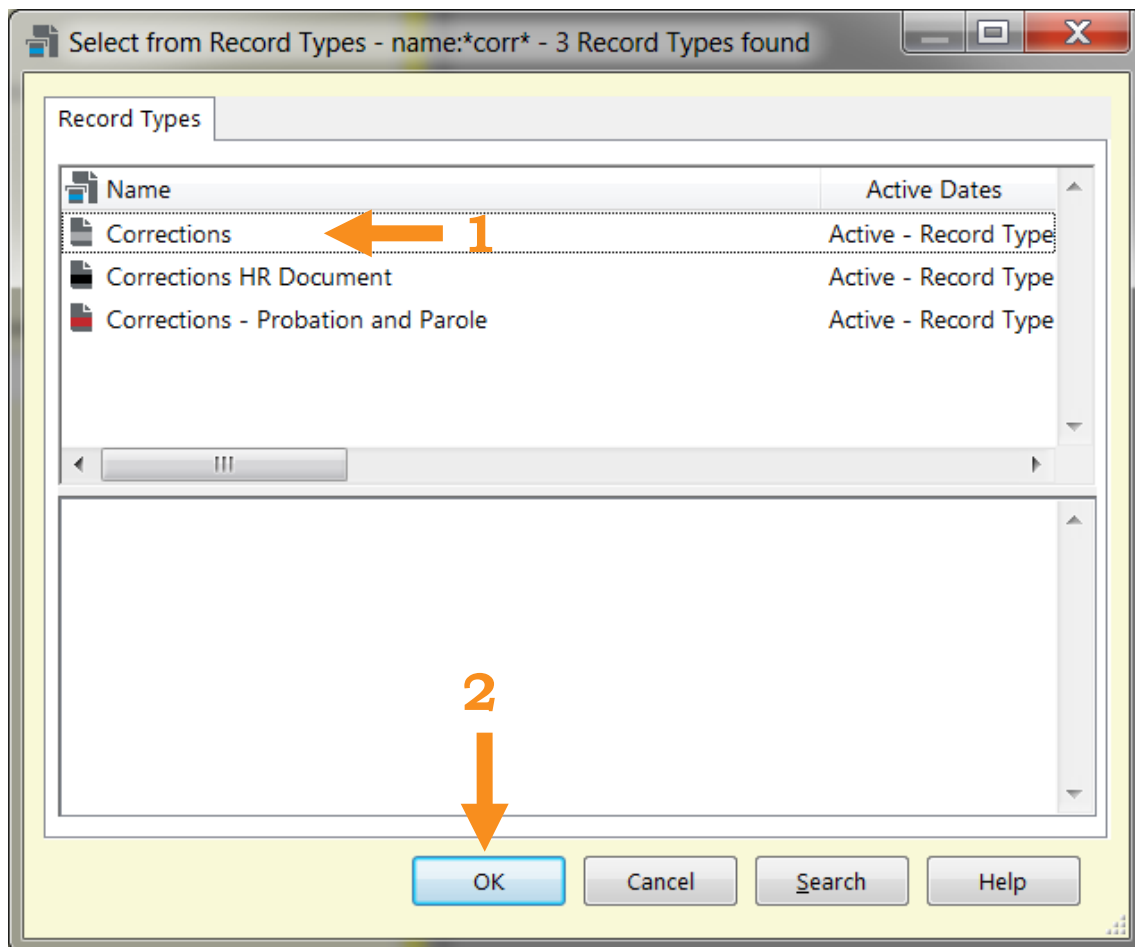 Select from Record Types - name:*corr* - 3 Record Types found
Record Types
Name Active Dates
Corrections 1 Active - Record Type
Corrections HR Document Active - Record Type
Corrections - Probation and Parole Active - Record Type
2
OK Cancel Search Help